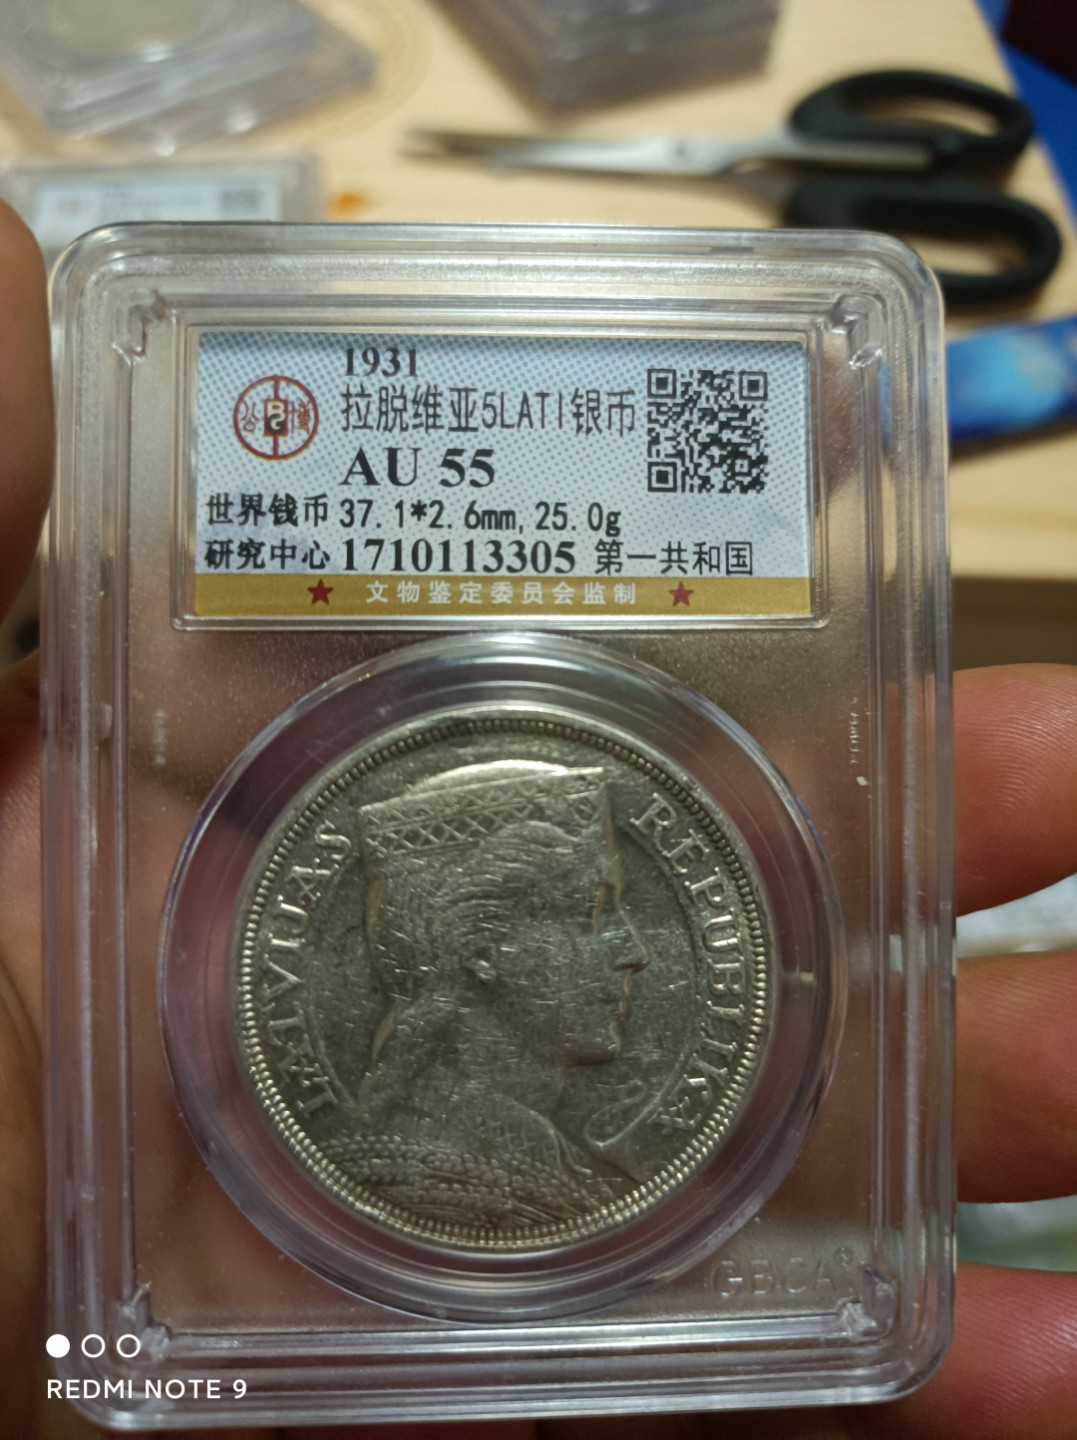 1931
拉脱维亚5LATI银币
公博
AU 55
世界钱币 37.1*2.6mm,25.0g
研究中心 1710113305 第一共和国
★ 文物鉴定委员会监制 ★
LATVIJAS REPUBLIKA
GBCA®
REDMI NOTE 9